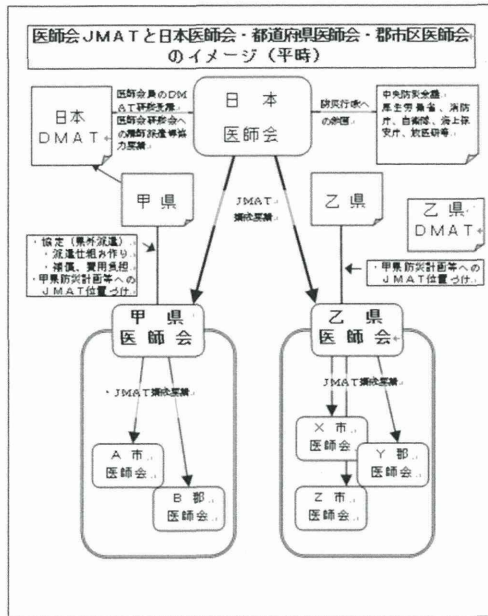 医師会JMATと日本医師会・都道府県医師会・郡市区医師会
のイメージ(平時)
日本
DMAT
医師会員のDM
AT研修受講
医師会研修会へ
の講師派遣等協
力要請
日 本
医師会
防災行政へ
の参画
中央防災会議
厚生労働省、消防
庁、自衛隊、海上保
安庁、放医研等
甲県
JMAT
編成要請
乙県
乙県
DMAT
・協定(県外派遣)
・派遣仕組お作り
・補償、費用負担
・甲県防災計画等への
JMAT位置づけ
・甲県防災計画等への
JMAT位置づけ
甲県
医師会
乙県
医師会
・JMAT編成要請
JMAT編成要請
A市
医師会
B郡
医師会
X市
医師会
Y郡
医師会
Z市
医師会